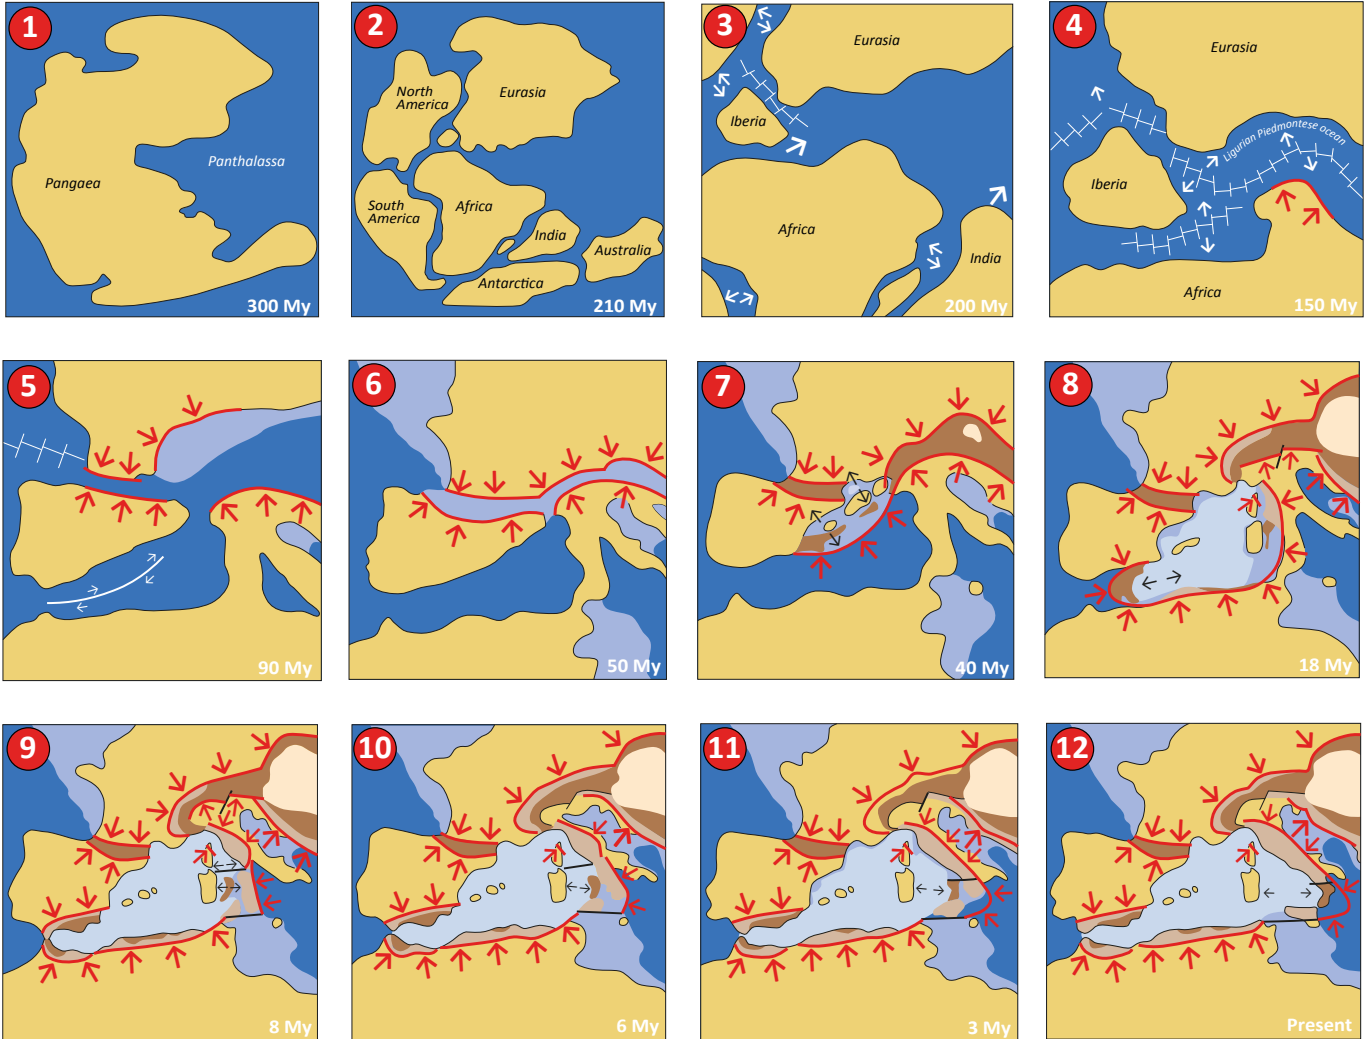 1
Pangaea
Panthalassa
300 My
2
North
America
Eurasia
South
America
Africa
India
Australia
Antarctica
210 My
3
Eurasia
Iberia
Africa
India
200 My
4
Eurasia
Ligurian Piedmontese ocean
Iberia
Africa
150 My
5
90 My
6
50 My
7
40 My
8
18 My
9
8 My
10
6 My
11
3 My
12
Present